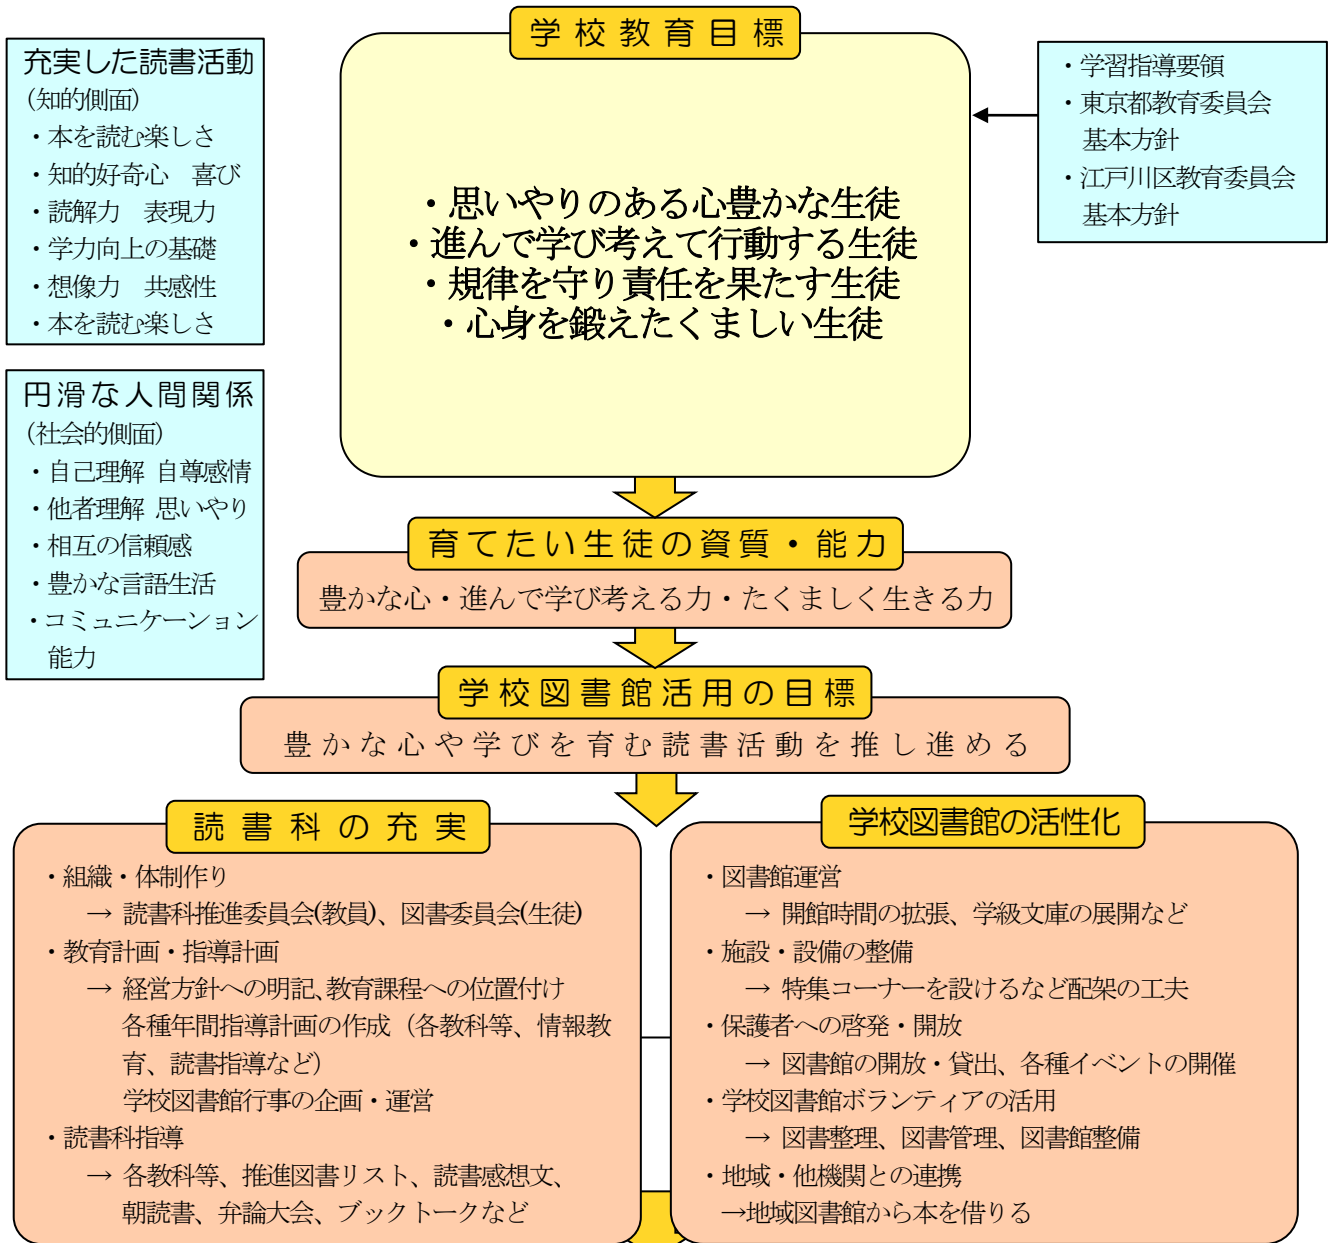 学校教育目標
・思いやりのある心豊かな生徒
・進んで学び考えて行動する生徒
・規律を守り責任を果たす生徒
・心身を鍛えたくましい生徒
充実した読書活動
（知的側面）
・本を読む楽しさ
・知的好奇心　喜び
・読解力　表現力
・学力向上の基礎
・想像力　共感性
・本を読む楽しさ
円滑な人間関係
（社会的側面）
・自己理解 自尊感情
・他者理解 思いやり
・相互の信頼感
・豊かな言語生活
・コミュニケーション
能力
・学習指導要領
・東京都教育委員会
基本方針
・江戸川区教育委員会
基本方針
育てたい生徒の資質・能力
豊かな心・進んで学び考える力・たくましく生きる力
学校図書館活用の目標
豊かな心や学びを育む読書活動を推し進める
読書科の充実
・組織・体制作り
→ 読書科推進委員会(教員)、図書委員会(生徒)
・教育計画・指導計画
→ 経営方針への明記、教育課程への位置付け
各種年間指導計画の作成（各教科等、情報教
育、読書指導など）
学校図書館行事の企画・運営
・読書科指導
→ 各教科等、推進図書リスト、読書感想文、
朝読書、弁論大会、ブックトークなど
学校図書館の活性化
・図書館運営
→ 開館時間の拡張、学級文庫の展開など
・施設・設備の整備
→ 特集コーナーを設けるなど配架の工夫
・保護者への啓発・開放
→ 図書館の開放・貸出、各種イベントの開催
・学校図書館ボランティアの活用
→ 図書整理、図書管理、図書館整備
・地域・他機関との連携
→地域図書館から本を借りる